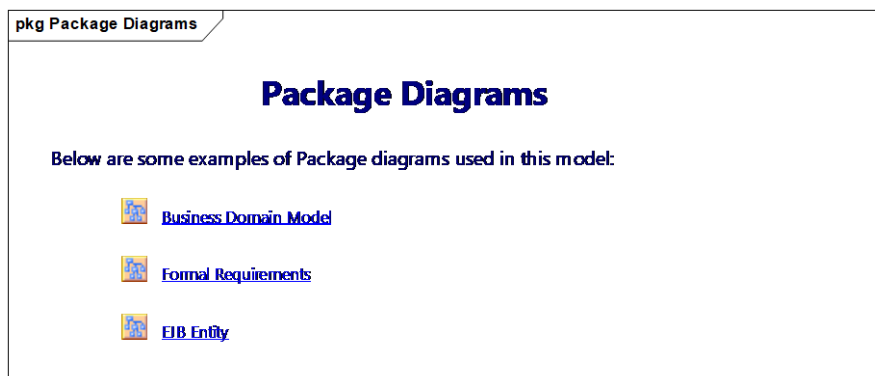 pkg Package Diagrams
Package Diagrams
Below are some examples of Package diagrams used in this model:
Business Domain Model
Formal Requirements
EJB Entity